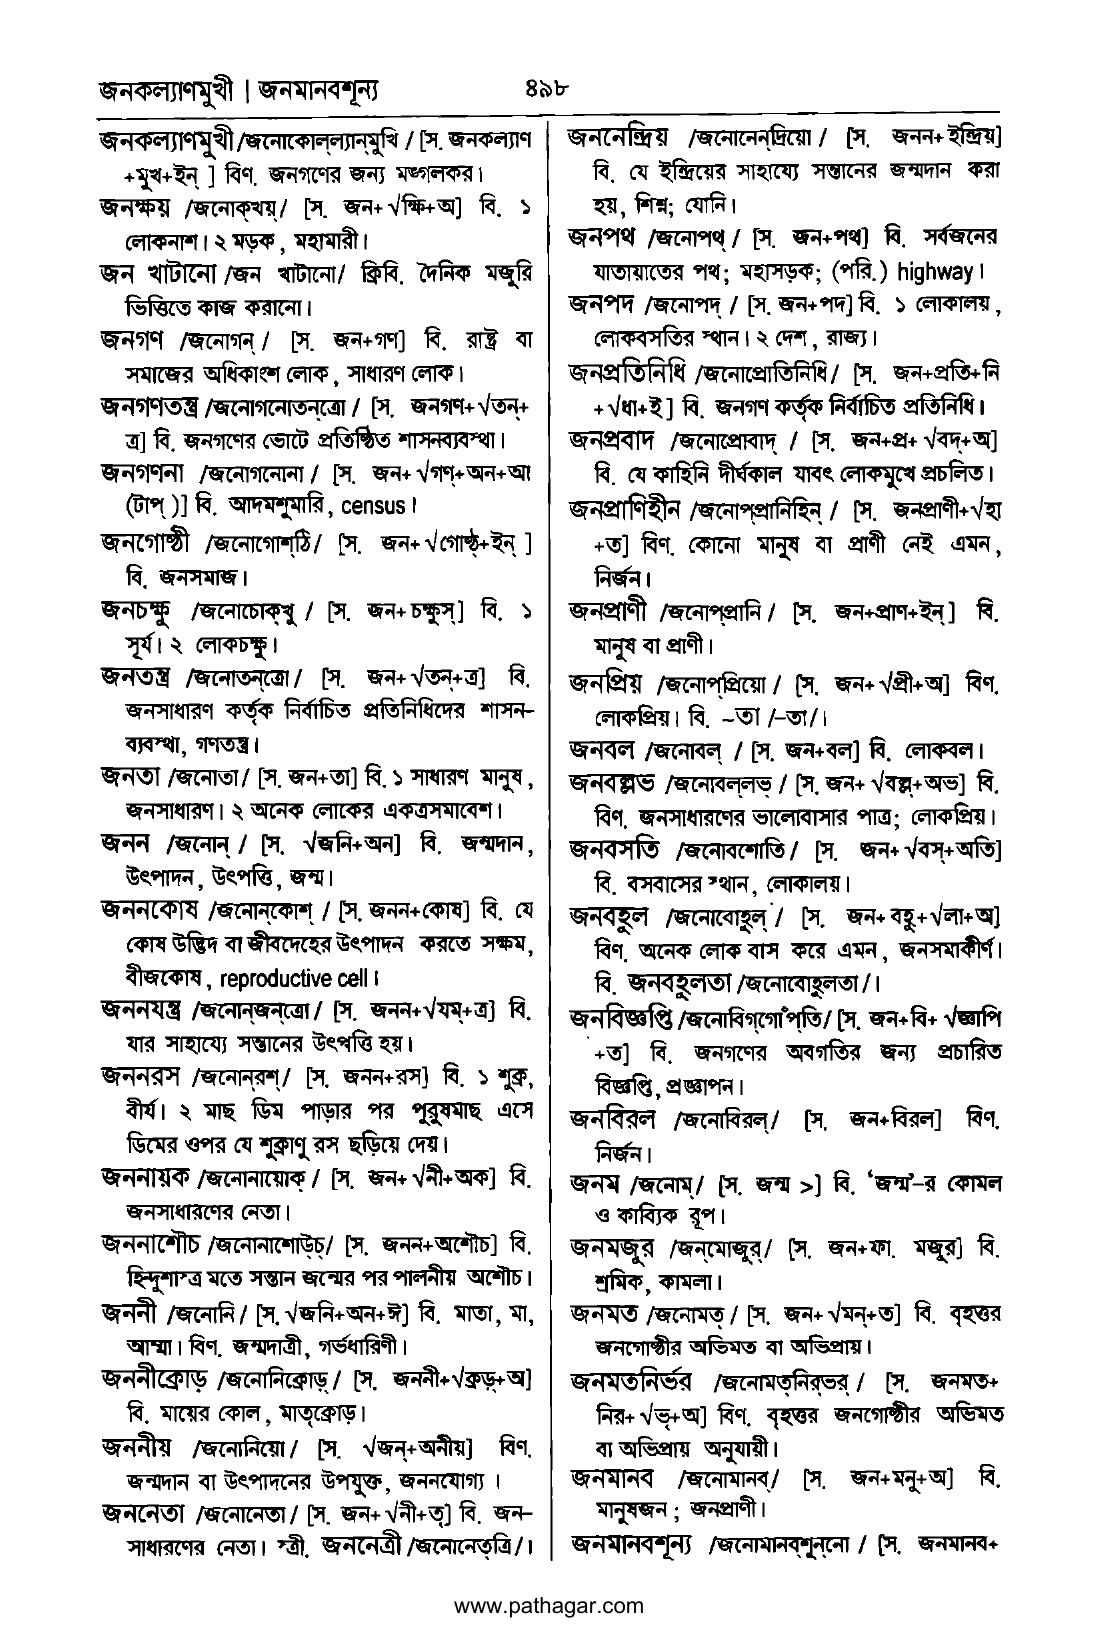 জনকল্যাণমুখী | জনমানবশূন্য
৪৯৮
জনকল্যাণমুখী /জনোকোল্ল্যান্‌মুখি / [স. জনকল্যাণ
+মুখ+ইন্ ] বিণ. জনগণের জন্য মঙ্গলকর।
জনক্ষয় /জনোক্‌খয়্/ [স. জন+ √ক্ষি+অ] বি. ১
লোকনাশ। ২ মড়ক, মহামারী।
জন খাটানো /জন খাটানো/ ক্রিবি. দৈনিক মজুরি
ভিত্তিতে কাজ করানো।
জনগণ /জনোগন্ / [স. জন+গণ] বি. রাষ্ট্র বা
সমাজের অধিকাংশ লোক, সাধারণ লোক।
জনগণতন্ত্র /জনোগনোতন্‌ত্রো / [স. জনগণ+√তন্+
ত্র] বি. জনগণের ভোটে প্রতিষ্ঠিত শাসনব্যবস্থা।
জনগণনা /জনোগনোনা / [স. জন+ √গণ্+অন+আ
(টাপ্ )] বি. আদমশুমারি, census।
জনগোষ্ঠী /জনোগোশ্‌ঠি/ [স. জন+ √গোষ্ঠ্+ইন্ ]
বি. জনসমাজ।
জনচক্ষু /জনোচোক্‌খু / [স. জন+ চক্ষুস্] বি. ১
সূর্য। ২ লোকচক্ষু।
জনতন্ত্র /জনোতন্‌ত্রো/ [স. জন+ √তন্+ত্র] বি.
জনসাধারণ কর্তৃক নির্বাচিত প্রতিনিধিদের শাসন–
ব্যবস্থা, গণতন্ত্র।
জনতা /জনোতা/ [স. জন+তা] বি. ১ সাধারণ মানুষ,
জনসাধারণ। ২ অনেক লোকের একত্রসমাবেশ।
জনন /জনোন্ / [স. √জনি+অন] বি. জন্মদান,
উৎপাদন, উৎপত্তি, জন্ম।
জননকোষ /জনোন্‌কোশ্ / [স. জনন+কোষ] বি. যে
কোষ উদ্ভিদ বা জীবদেহের উৎপাদন করতে সক্ষম,
বীজকোষ, reproductive cell।
জননযন্ত্র /জনোন্‌জন্‌ত্রো/ [স. জনন+√যম্+ত্র] বি.
যার সাহায্যে সন্তানের উৎপত্তি হয়।
জননরস /জনোন্‌রশ্/ [স. জনন+রস] বি. ১ শুক্র,
বীর্য। ২ মাছ ডিম পাড়ার পর পুরুষমাছ এসে
ডিমের ওপর যে শুক্রাণু রস ছড়িয়ে দেয়।
জননায়ক /জনোনায়োক্ / [স. জন+ √নী+অক] বি.
জনসাধারণের নেতা।
জননাশৌচ /জনোনাশোউ্‌চ্/ [স. জনন+অশৌচ] বি.
হিন্দুশাস্ত্র মতে সন্তান জন্মের পর পালনীয় অশৌচ।
জননী /জনোনি/ [স. √জনি+অন+ঈ] বি. মাতা, মা,
আম্মা। বিণ. জন্মদাত্রী, গর্ভধারিণী।
জননীক্রোড় /জনোনিক্রোড়্ / [স. জননী+√ক্রুড়্+অ]
বি. মায়ের কোল, মাতৃক্রোড়।
জননীয় /জনোনিয়ো/ [স. √জন্+অনীয়] বিণ.
জন্মদান বা উৎপাদনের উপযুক্ত, জননযোগ্য ।
জননেতা /জনোনেতা / [স. জন+ √নী+তৃ] বি. জন–
সাধারণের নেতা। স্ত্রী. জননেত্রী /জনোনেত্‌ত্রি/।
জননেন্দ্রিয় /জনোনেন্‌দ্রিয়ো / [স. জনন+ ইন্দ্রিয়]
বি. যে ইন্দ্রিয়ের সাহায্যে সন্তানের জন্মদান করা
হয়, শিশ্ন; যোনি।
জনপথ /জনোপথ্ / [স. জন+পথ] বি. সর্বজনের
যাতায়াতের পথ; মহাসড়ক; (পরি.) highway।
জনপদ /জনোপদ্ / [স. জন+পদ] বি. ১ লোকালয়,
লোকবসতির স্থান। ২ দেশ, রাজ্য।
জনপ্রতিনিধি /জনোপ্রোতিনিধি/ [স. জন+প্রতি+নি
+√ধা+ই ] বি. জনগণ কর্তৃক নির্বাচিত প্রতিনিধি।
জনপ্রবাদ /জনোপ্রোবাদ্ / [স. জন+প্র+ √বদ্+অ]
বি. যে কাহিনি দীর্ঘকাল যাবৎ লোকমুখে প্রচলিত।
জনপ্রাণিহীন /জনোপ্‌প্রানিহিন্ / [স. জনপ্রাণী+√হা
+ত] বিণ. কোনো মানুষ বা প্রাণী নেই এমন,
নির্জন।
জনপ্রাণী /জনোপ্‌প্রানি / [স. জন+প্রাণ+ইন্ ] বি.
মানুষ বা প্রাণী।
জনপ্রিয় /জনোপ্‌প্রিয়ো / [স. জন+ √প্রী+অ] বিণ.
লোকপ্রিয়। বি. ~তা /–তা/।
জনবল /জনোবল্ / [স. জন+বল] বি. লোকবল।
জনবল্লভ /জনোবল্‌লভ্ / [স. জন+ √বল্ল্+অভ] বি.
বিণ. জনসাধারণের ভালোবাসার পাত্র; লোকপ্রিয়।
জনবসতি /জনোবশোতি / [স. জন+ √বস্+অতি]
বি. বসবাসের স্থান, লোকালয়।
জনবহুল /জনোবোহুল্ / [স. জন+ বহু+√লা+অ]
বিণ. অনেক লোক বাস করে এমন, জনসমাকীর্ণ।
বি. জনবহুলতা /জনোবোহুলতা /।
জনবিজ্ঞপ্তি /জনোবিগ্‌গোঁপ্‌তি/ [স. জন+বি+ √জ্ঞাপি
+ত] বি. জনগণের অবগতির জন্য প্রচারিত
বিজ্ঞপ্তি, প্রজ্ঞাপন।
জনবিরল /জনোবিরল্/ [স. জন+বিরল] বিণ.
নির্জন।
জনম /জনোম্/ [স. জন্ম >] বি. ‘জন্ম’–র কোমল
ও কাব্যিক রূপ।
জনমজুর /জন্‌মোজুর্/ [স. জন+ফা. মজুর] বি.
শ্রমিক, কামলা।
জনমত /জনোমত্ / [স. জন+ √মন্+ত] বি. বৃহত্তর
জনগোষ্ঠীর অভিমত বা অভিপ্রায়।
জনমতনির্ভর /জনোমত্‌নির্‌ভর্ / [স. জনমত+
নির+ √ভৃ+অ] বিণ. বৃহত্তর জনগোষ্ঠীর অভিমত
বা অভিপ্রায় অনুযায়ী।
জনমানব /জনোমানব্/ [স. জন+মনু+অ] বি.
মানুষজন ; জনপ্রাণী।
জনমানবশূন্য /জনোমানব্‌শুন্‌নো / [স. জনমানব+
www.pathagar.com